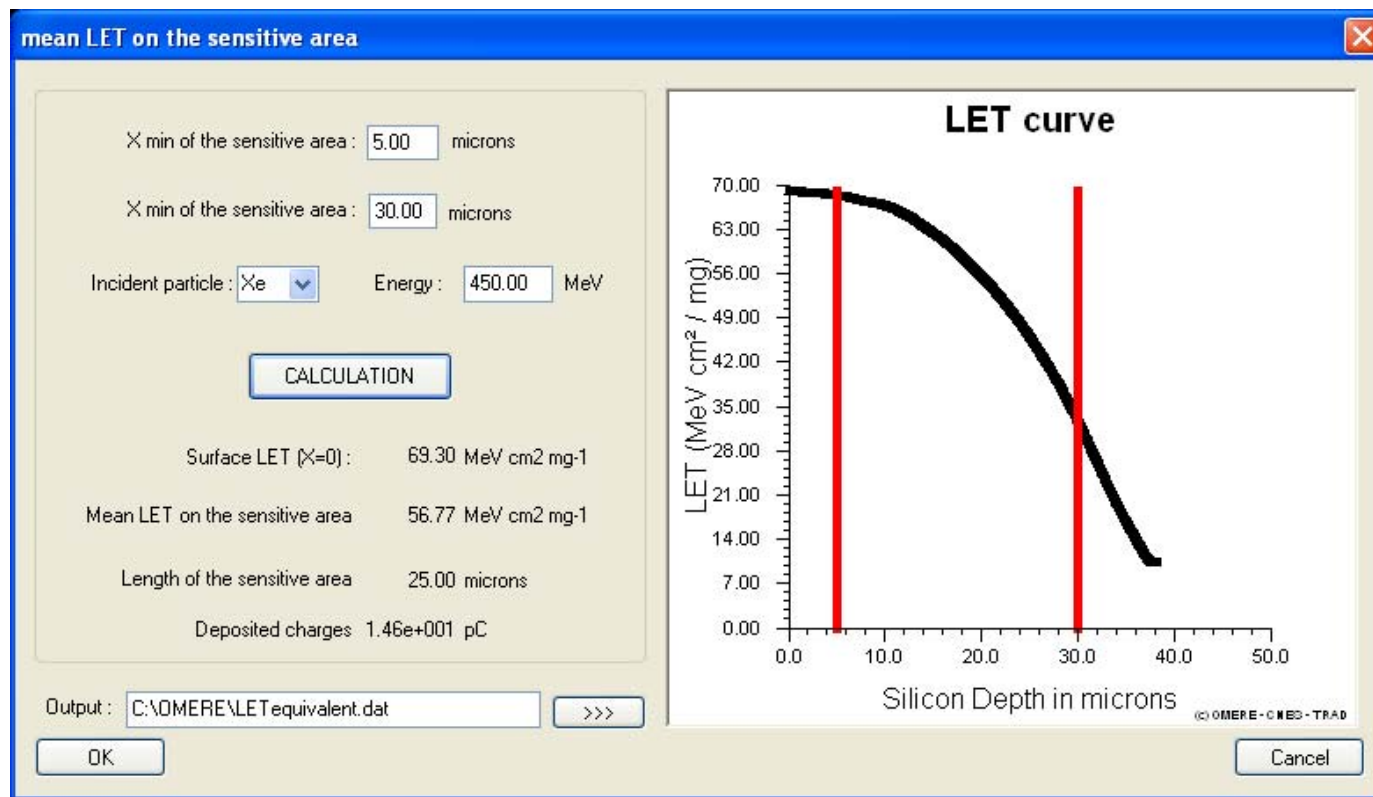 mean LET on the sensitive area
X min of the sensitive area : 5.00 microns
X min of the sensitive area : 30.00 microns
Incident particle : Xe Energy : 450.00 MeV
CALCULATION
Surface LET (X=0) : 69.30 MeV cm2 mg-1
Mean LET on the sensitive area 56.77 MeV cm2 mg-1
Length of the sensitive area 25.00 microns
Deposited charges 1.46e+001 pC
Output : C:\OMERE\LETequivalent.dat >>>
OK
LET curve
LET (MeV cm² / mg)
70.00
63.00
56.00
49.00
42.00
35.00
28.00
21.00
14.00
7.00
0.00
0.0 10.0 20.0 30.0 40.0 50.0
Silicon Depth in microns
(c) OMERE-CNES-TRAD
Cancel